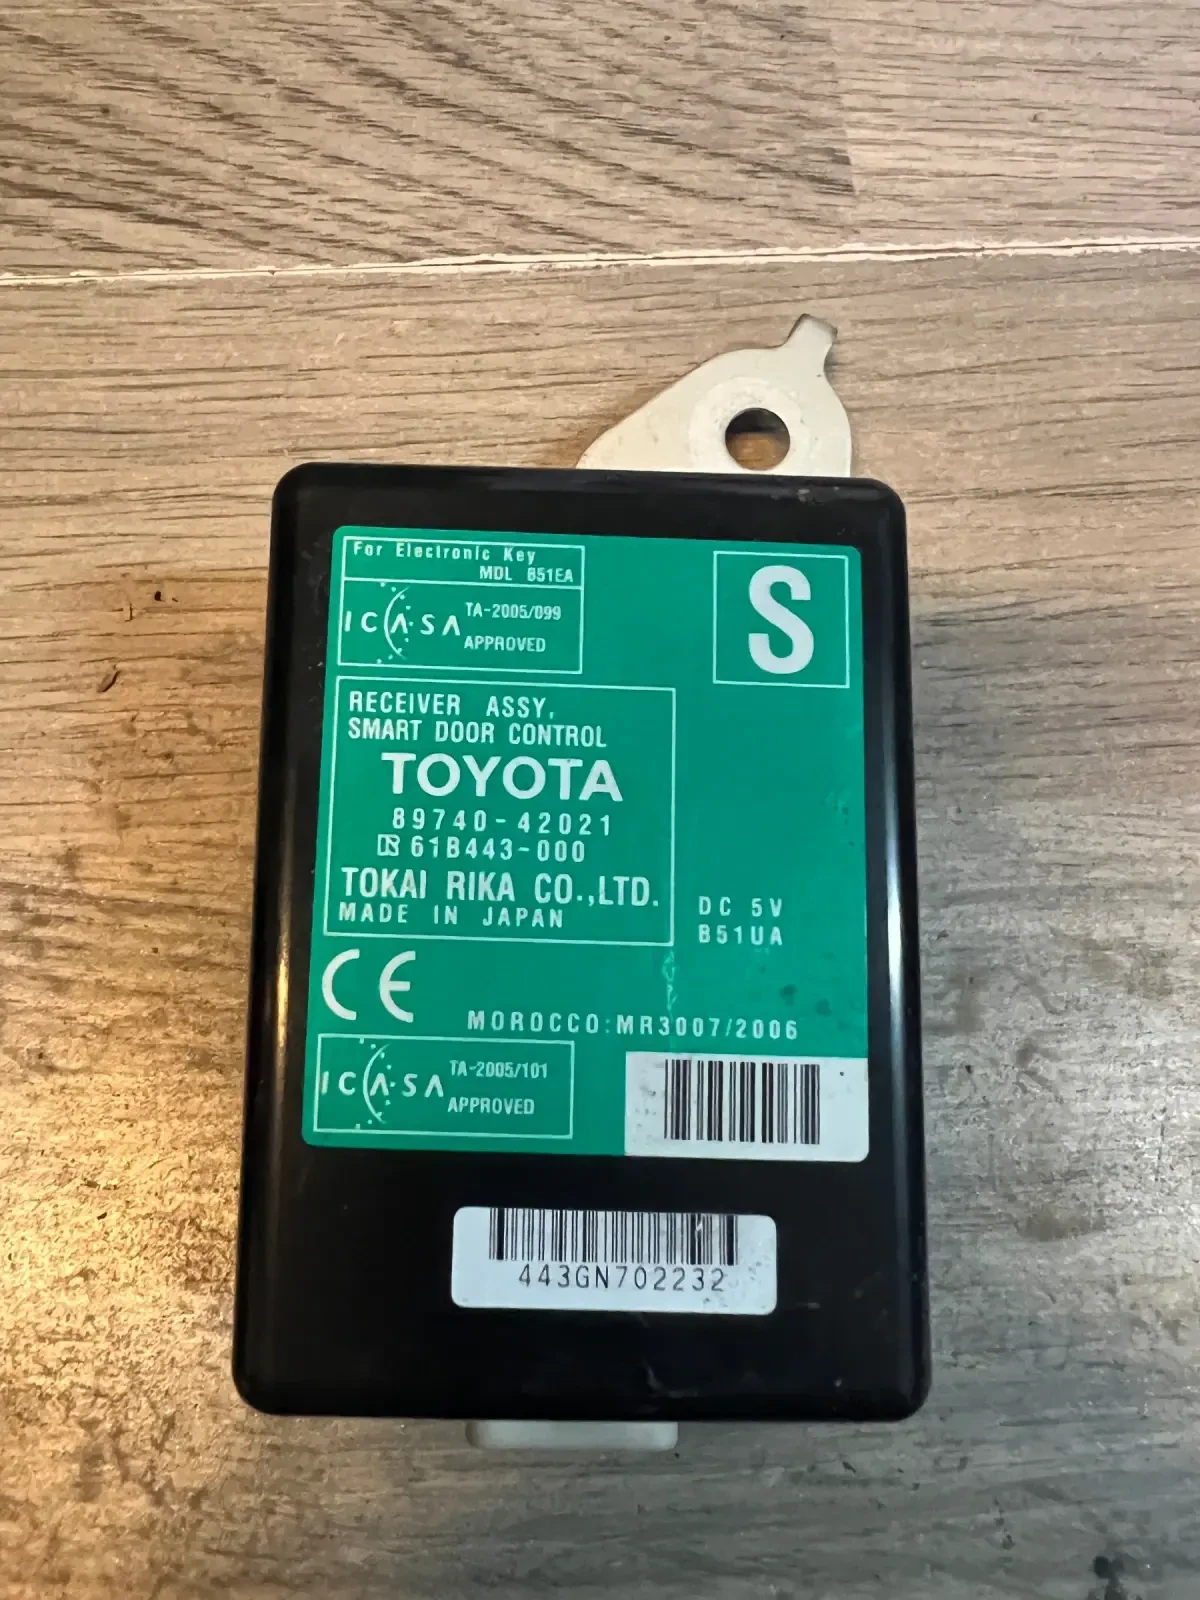 For Electronic Key
MDL B51EA
ICASA TA-2005/099
APPROVED
S
RECEIVER ASSY,
SMART DOOR CONTROL
TOYOTA
89740-42021
61B443-000
TOKAI RIKA CO.,LTD.
MADE IN JAPAN
DC 5V
B51UA
CE
MOROCCO:MR3007/2006
ICASA TA-2005/101
APPROVED
443GN702232